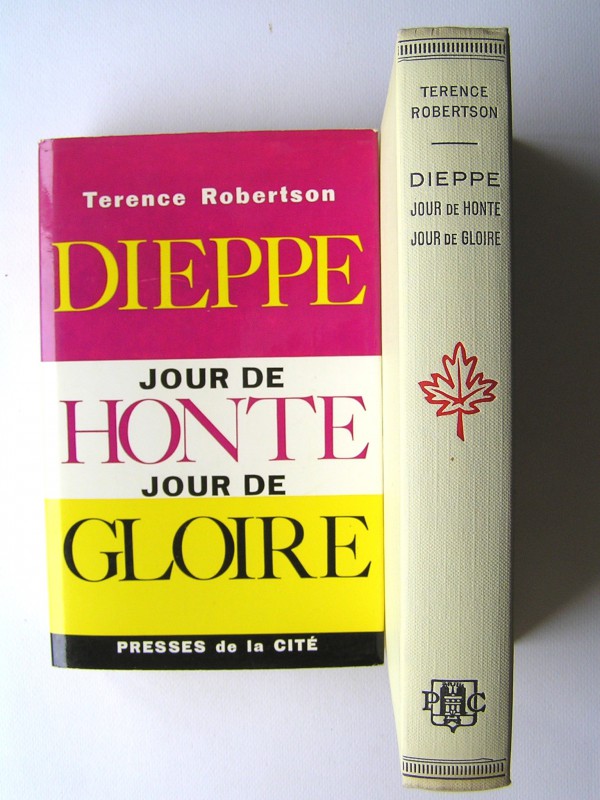 Terence Robertson
DIEPPE
JOUR DE
HONTE
JOUR DE
GLOIRE
PRESSES de la CITÉ
TERENCE
ROBERTSON
DIEPPE
JOUR DE HONTE
JOUR DE GLOIRE
P C